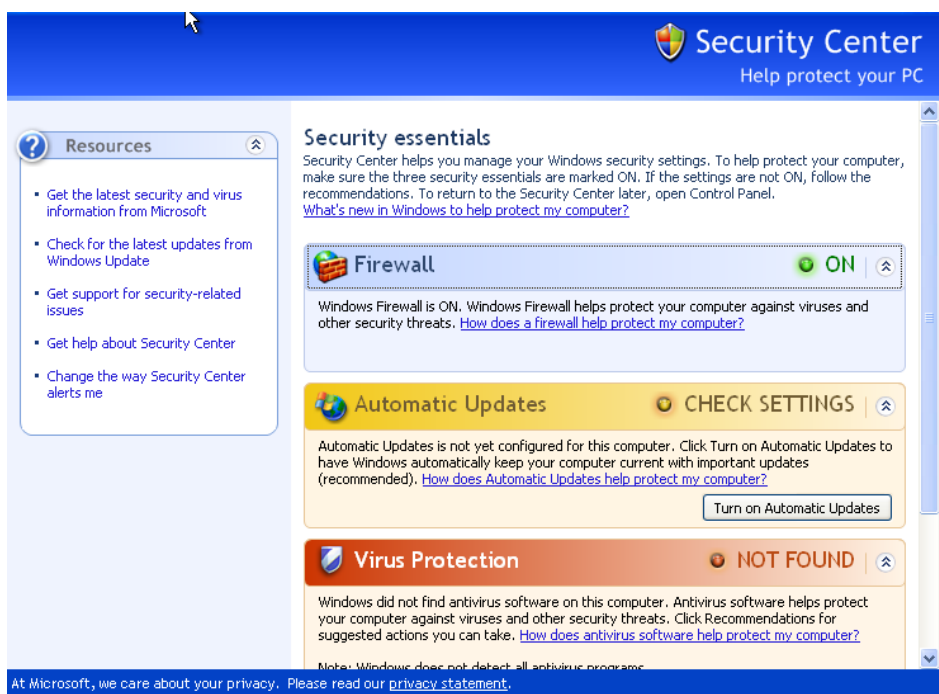 Security Center
Help protect your PC
Resources
Get the latest security and virus
information from Microsoft
Check for the latest updates from
Windows Update
Get support for security-related
issues
Get help about Security Center
Change the way Security Center
alerts me
Security essentials
Security Center helps you manage your Windows security settings. To help protect your computer,
make sure the three security essentials are marked ON. If the settings are not ON, follow the
recommendations. To return to the Security Center later, open Control Panel.
What's new in Windows to help protect my computer?
Firewall ON
Windows Firewall is ON. Windows Firewall helps protect your computer against viruses and
other security threats. How does a firewall help protect my computer?
Automatic Updates CHECK SETTINGS
Automatic Updates is not yet configured for this computer. Click Turn on Automatic Updates to
have Windows automatically keep your computer current with important updates
(recommended). How does Automatic Updates help protect my computer?
Turn on Automatic Updates
Virus Protection NOT FOUND
Windows did not find antivirus software on this computer. Antivirus software helps protect
your computer against viruses and other security threats. Click Recommendations for
suggested actions you can take. How does antivirus software help protect my computer?
Note: Windows does not detect all antivirus programs
At Microsoft, we care about your privacy. Please read our privacy statement.